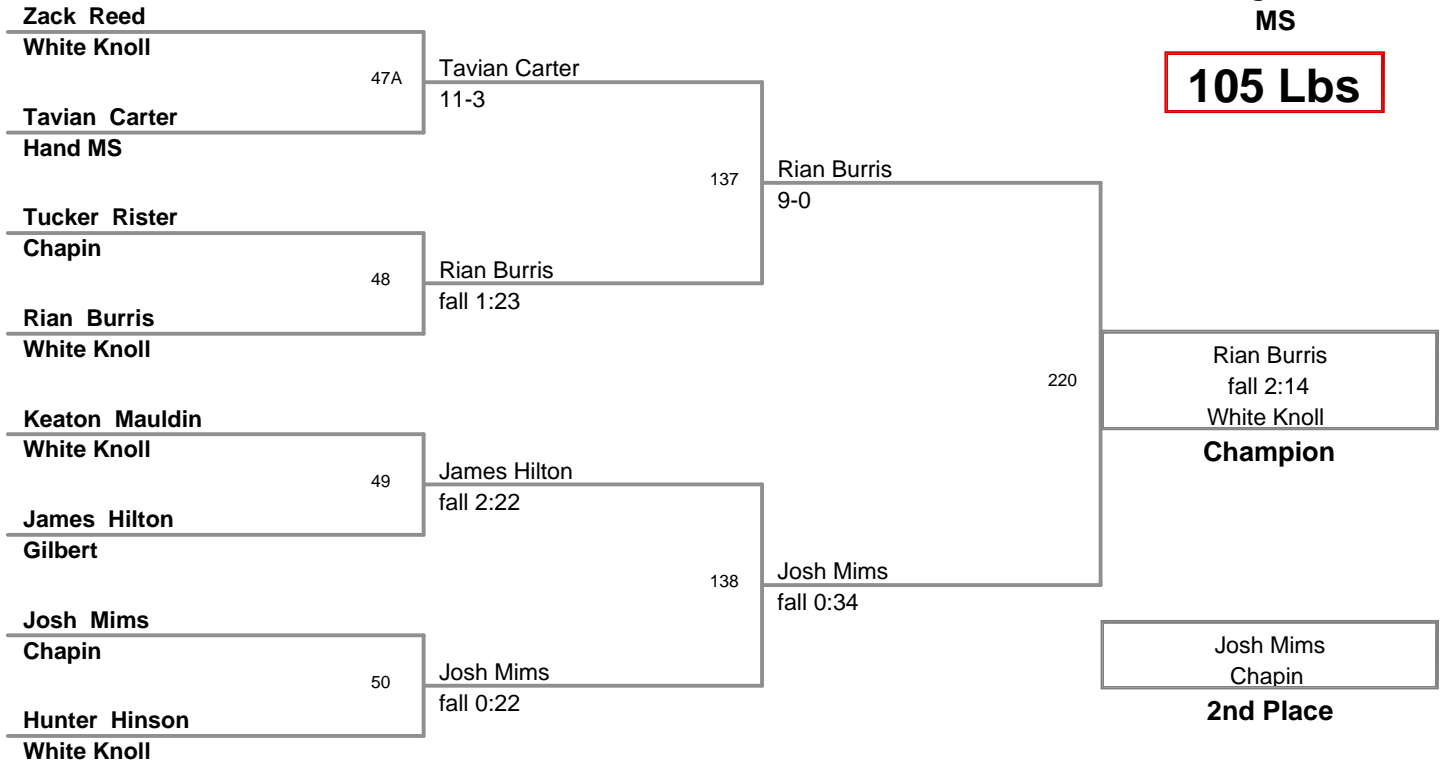 Zack Reed
White Knoll
47A
Tavian Carter
11-3
Tavian Carter
Hand MS
137
Rian Burris
9-0
Tucker Rister
Chapin
48
Rian Burris
fall 1:23
Rian Burris
White Knoll
220
Rian Burris
fall 2:14
White Knoll
Champion
Keaton Mauldin
White Knoll
49
James Hilton
fall 2:22
James Hilton
Gilbert
138
Josh Mims
fall 0:34
Josh Mims
Chapin
50
Josh Mims
fall 0:22
Hunter Hinson
White Knoll
Josh Mims
Chapin
2nd Place
MS
105 Lbs